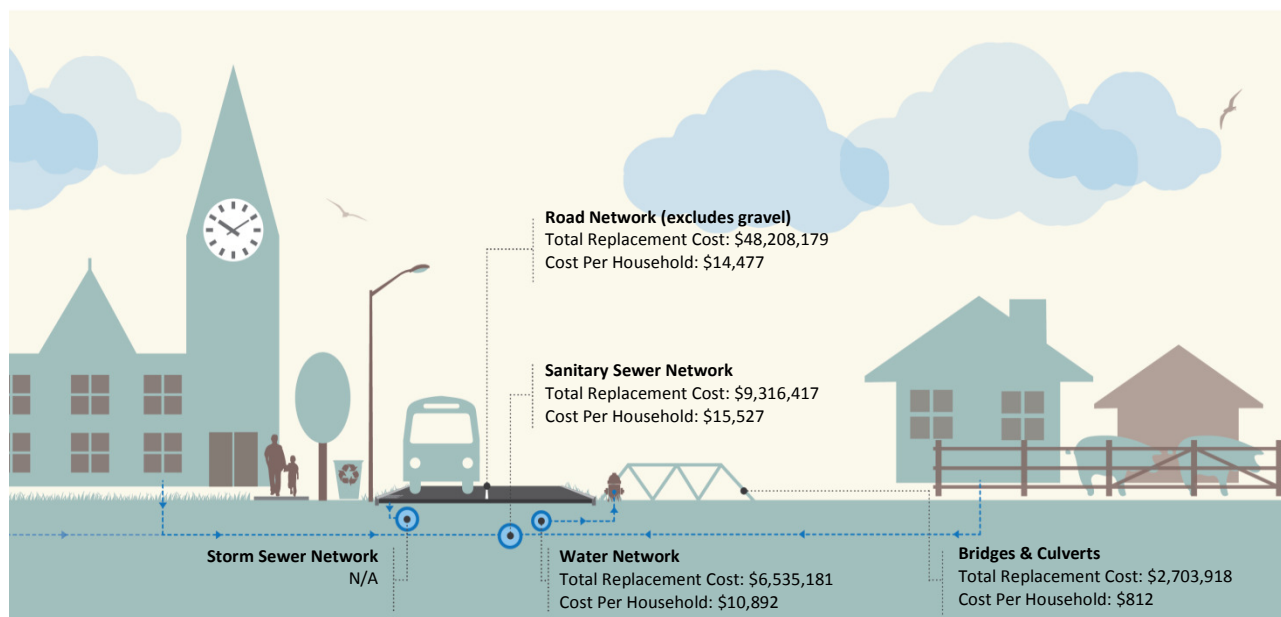 Road Network (excludes gravel)
Total Replacement Cost: $48,208,179
Cost Per Household: $14,477
Sanitary Sewer Network
Total Replacement Cost: $9,316,417
Cost Per Household: $15,527
Storm Sewer Network
N/A
Water Network
Total Replacement Cost: $6,535,181
Cost Per Household: $10,892
Bridges & Culverts
Total Replacement Cost: $2,703,918
Cost Per Household: $812